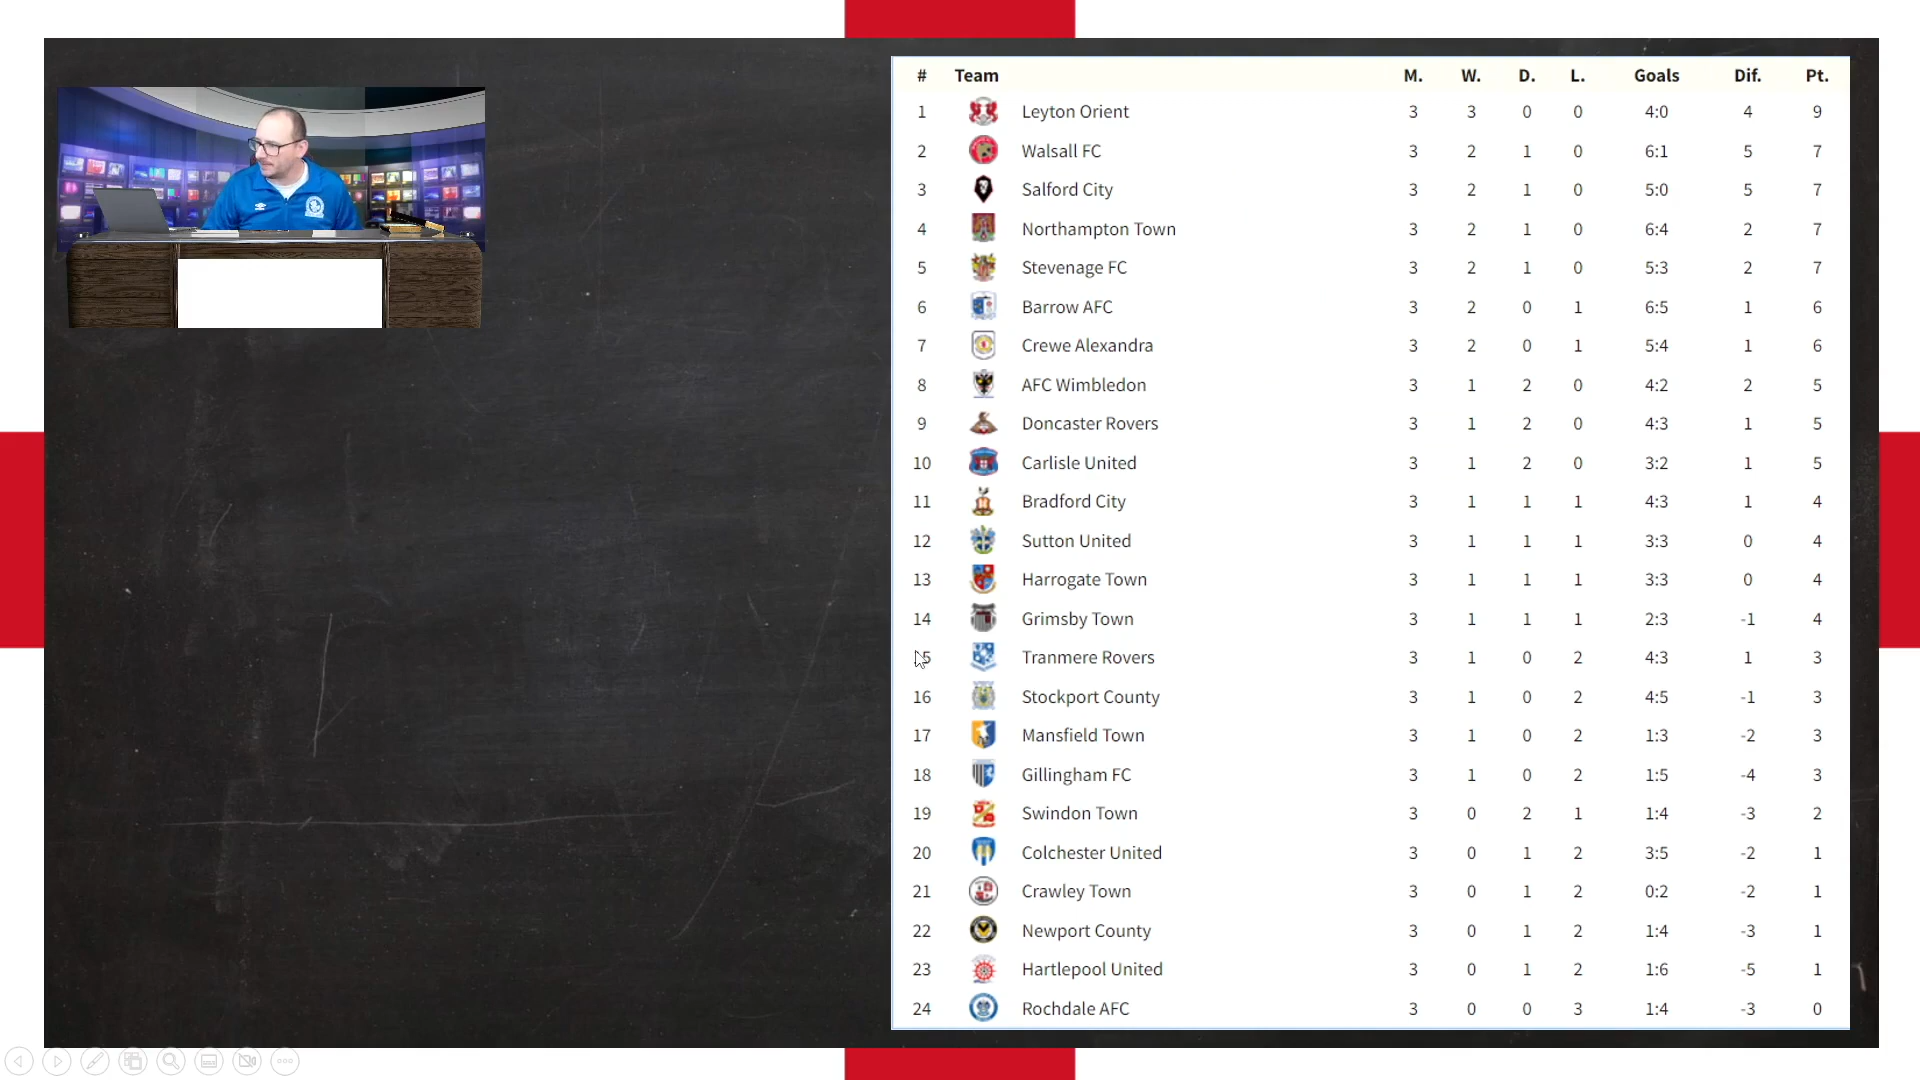 # Team M. W. D. L. Goals Dif. Pt.
1 Leyton Orient 3 3 0 0 4:0 4 9
2 Walsall FC 3 2 1 0 6:1 5 7
3 Salford City 3 2 1 0 5:0 5 7
4 Northampton Town 3 2 1 0 6:4 2 7
5 Stevenage FC 3 2 1 0 5:3 2 7
6 Barrow AFC 3 2 0 1 6:5 1 6
7 Crewe Alexandra 3 2 0 1 5:4 1 6
8 AFC Wimbledon 3 1 2 0 4:2 2 5
9 Doncaster Rovers 3 1 2 0 4:3 1 5
10 Carlisle United 3 1 2 0 3:2 1 5
11 Bradford City 3 1 1 1 4:3 1 4
12 Sutton United 3 1 1 1 3:3 0 4
13 Harrogate Town 3 1 1 1 3:3 0 4
14 Grimsby Town 3 1 1 1 2:3 -1 4
15 Tranmere Rovers 3 1 0 2 4:3 1 3
16 Stockport County 3 1 0 2 4:5 -1 3
17 Mansfield Town 3 1 0 2 1:3 -2 3
18 Gillingham FC 3 1 0 2 1:5 -4 3
19 Swindon Town 3 0 2 1 1:4 -3 2
20 Colchester United 3 0 1 2 3:5 -2 1
21 Crawley Town 3 0 1 2 0:2 -2 1
22 Newport County 3 0 1 2 1:4 -3 1
23 Hartlepool United 3 0 1 2 1:6 -5 1
24 Rochdale AFC 3 0 0 3 1:4 -3 0